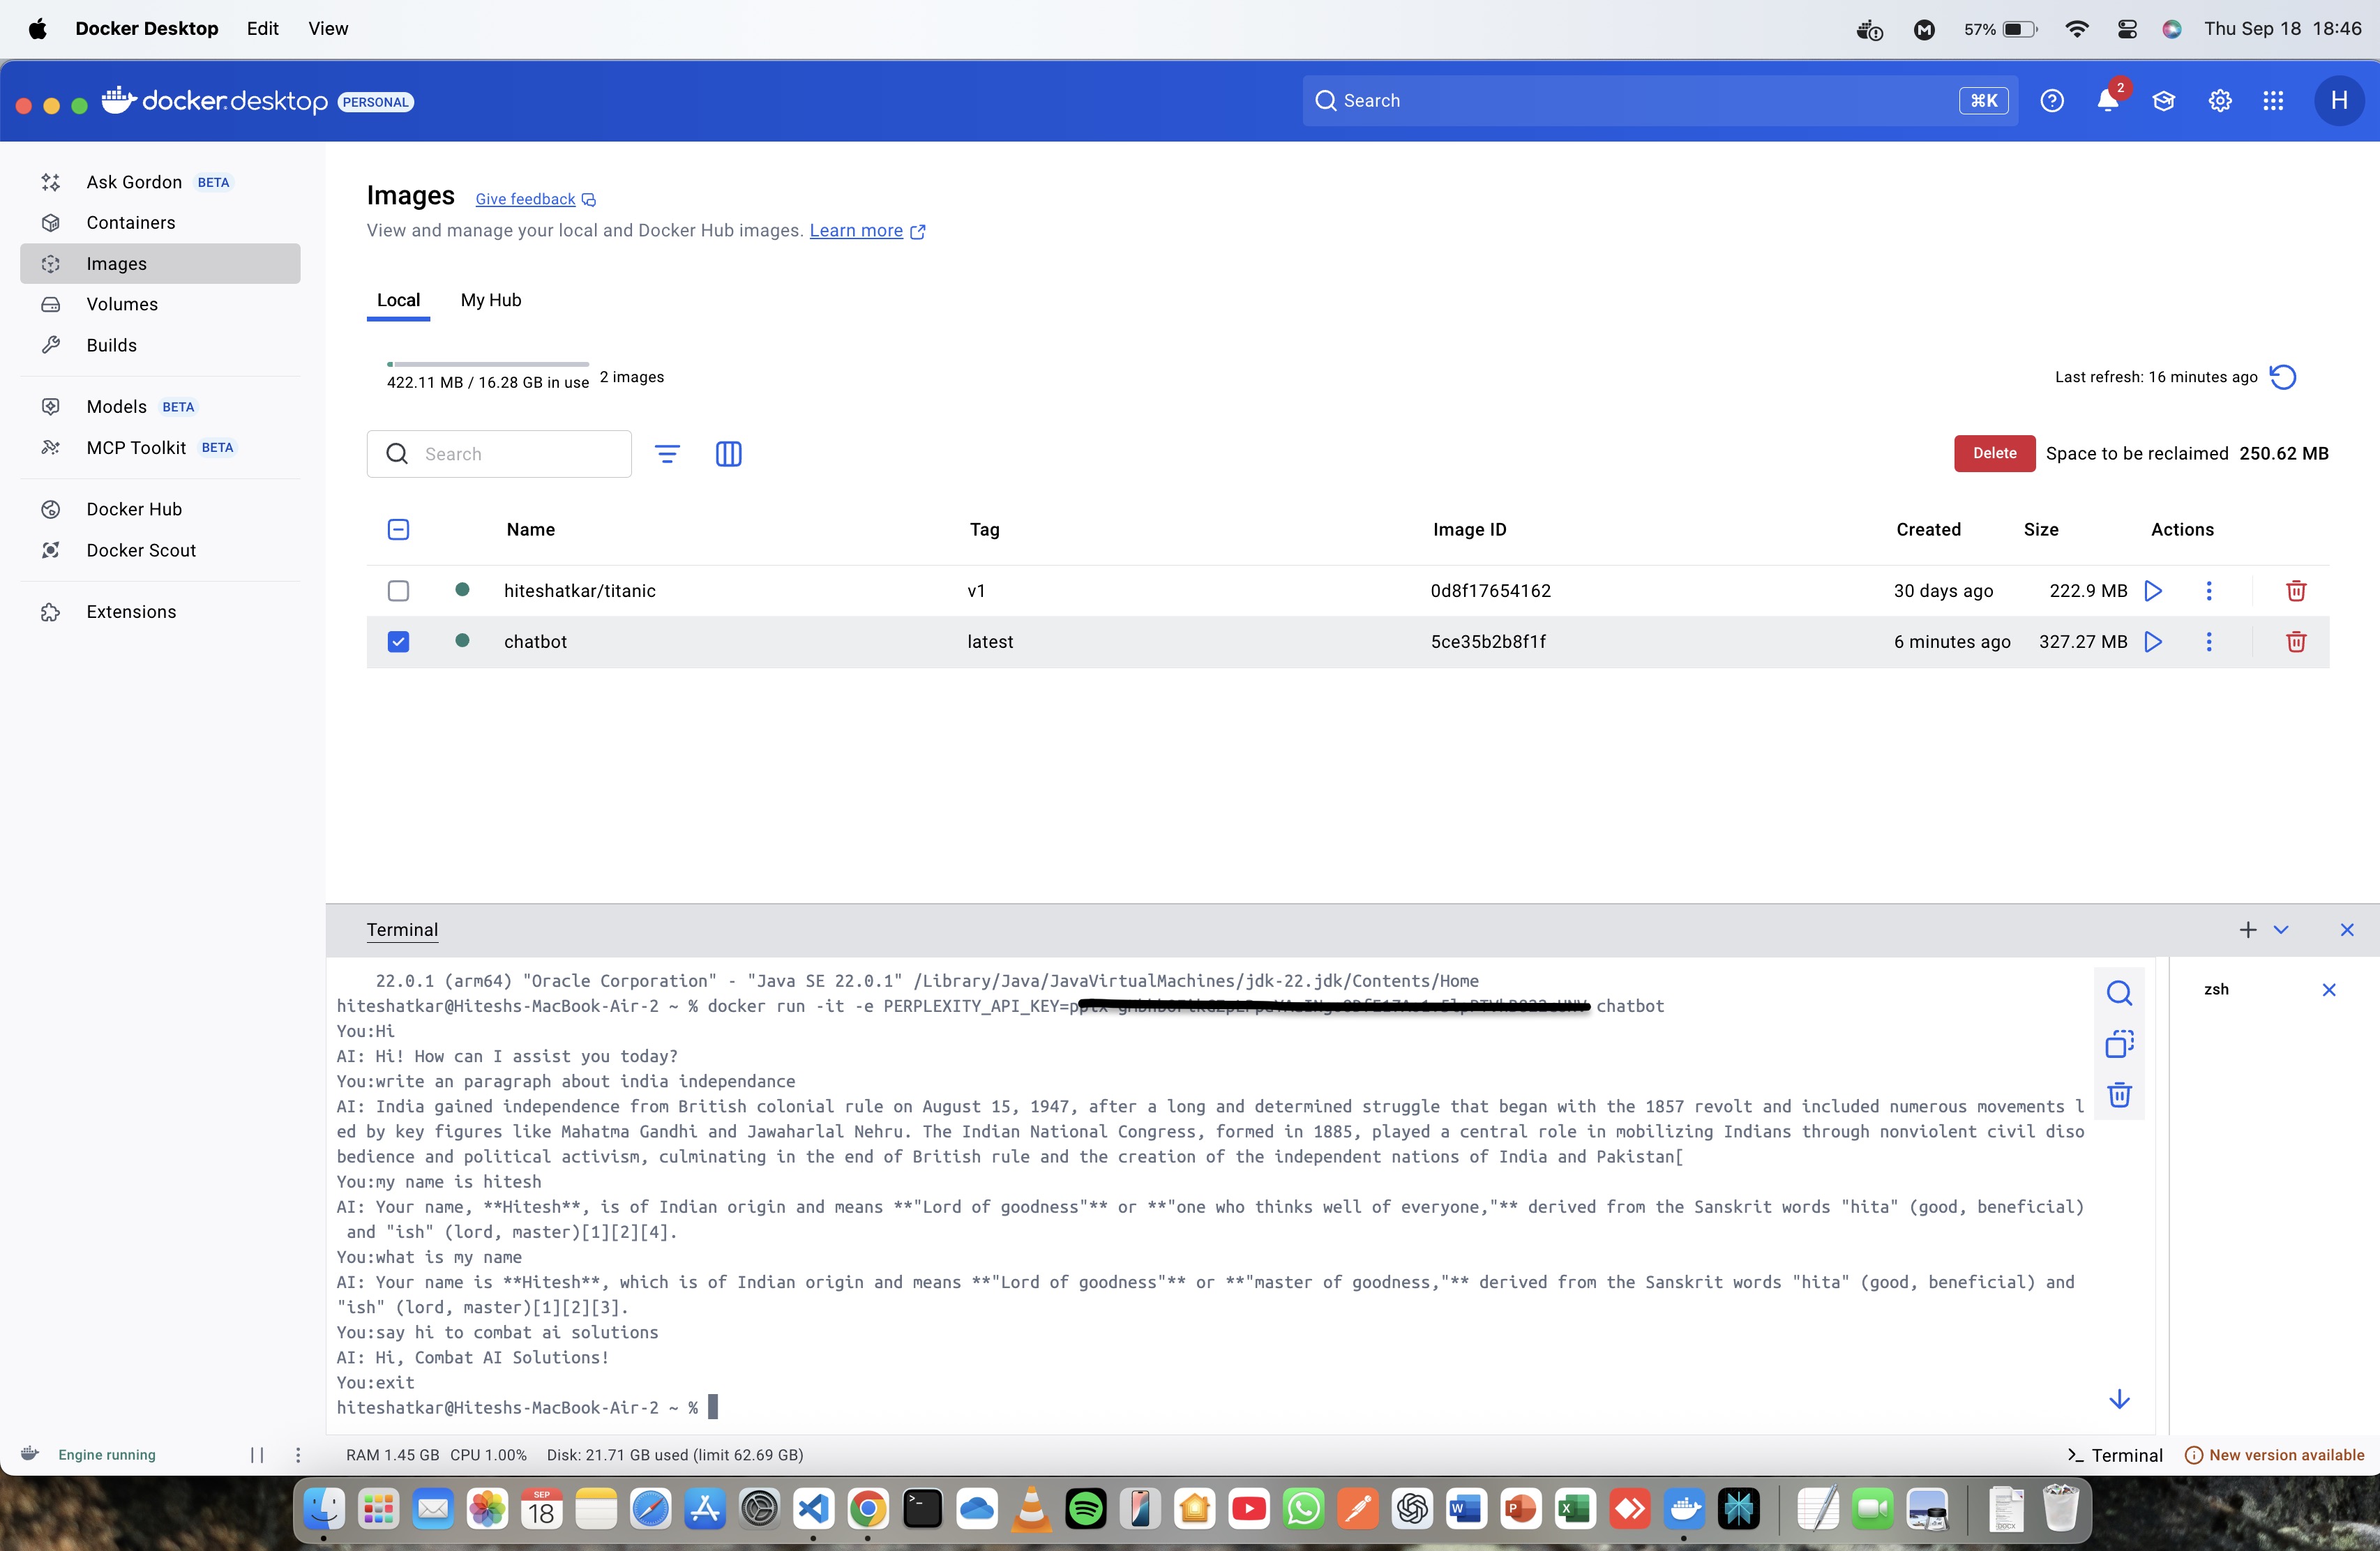 Docker Desktop Edit View 57% Thu Sep 18 18:46
docker desktop PERSONAL Search ⌘K 2 H
Ask Gordon BETA
Containers
Images
Volumes
Builds
Models BETA
MCP Toolkit BETA
Docker Hub
Docker Scout
Extensions
Images Give feedback
View and manage your local and Docker Hub images. Learn more
Local My Hub
422.11 MB / 16.28 GB in use 2 images
Last refresh: 16 minutes ago
Search
Delete Space to be reclaimed 250.62 MB
Name Tag Image ID Created Size Actions
hiteshatkar/titanic v1 0d8f17654162 30 days ago 222.9 MB
chatbot latest 5ce35b2b8f1f 6 minutes ago 327.27 MB
Terminal
22.0.1 (arm64) "Oracle Corporation" - "Java SE 22.0.1" /Library/Java/JavaVirtualMachines/jdk-22.jdk/Contents/Home
hiteshatkar@Hiteshs-MacBook-Air-2 ~ % docker run -it -e PERPLEXITY_API_KEY= chatbot
You:Hi
AI: Hi! How can I assist you today?
You:write an paragraph about india independance
AI: India gained independence from British colonial rule on August 15, 1947, after a long and determined struggle that began with the 1857 revolt and included numerous movements l
ed by key figures like Mahatma Gandhi and Jawaharlal Nehru. The Indian National Congress, formed in 1885, played a central role in mobilizing Indians through nonviolent civil diso
bedience and political activism, culminating in the end of British rule and the creation of the independent nations of India and Pakistan[
You:my name is hitesh
AI: Your name, **Hitesh**, is of Indian origin and means **"Lord of goodness"** or **"one who thinks well of everyone,"** derived from the Sanskrit words "hita" (good, beneficial)
and "ish" (lord, master)[1][2][4].
You:what is my name
AI: Your name is **Hitesh**, which is of Indian origin and means **"Lord of goodness"** or **"master of goodness,"** derived from the Sanskrit words "hita" (good, beneficial) and
"ish" (lord, master)[1][2][3].
You:say hi to combat ai solutions
AI: Hi, Combat AI Solutions!
You:exit
hiteshatkar@Hiteshs-MacBook-Air-2 ~ %
zsh
Engine running RAM 1.45 GB CPU 1.00% Disk: 21.71 GB used (limit 62.69 GB) Terminal New version available
SEP
18
DOCX